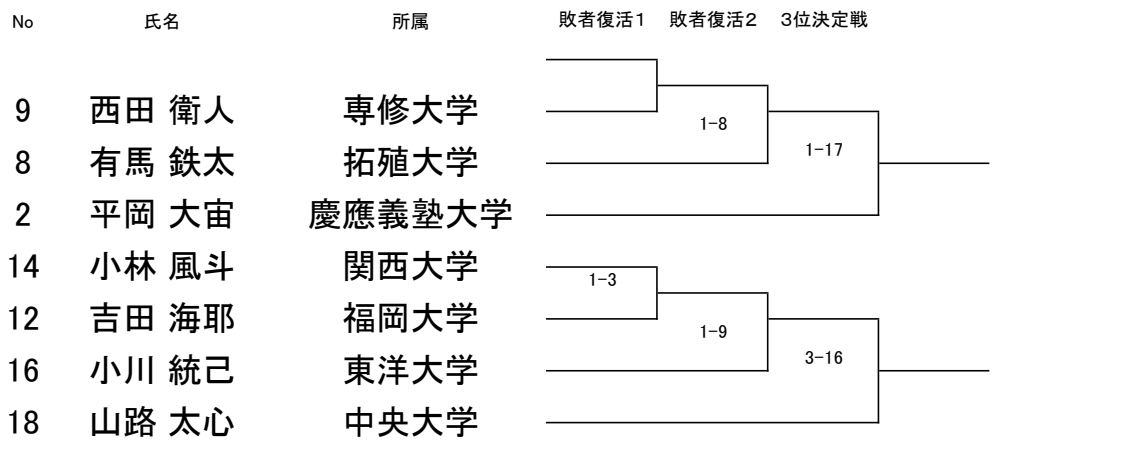 No 氏名 所属 敗者復活1 敗者復活2 3位決定戦
9 西田 衛人 専修大学
1-8
8 有馬 鉄太 拓殖大学
1-17
2 平岡 大宙 慶應義塾大学
14 小林 風斗 関西大学
1-3
12 吉田 海耶 福岡大学
1-9
16 小川 統己 東洋大学
3-16
18 山路 太心 中央大学